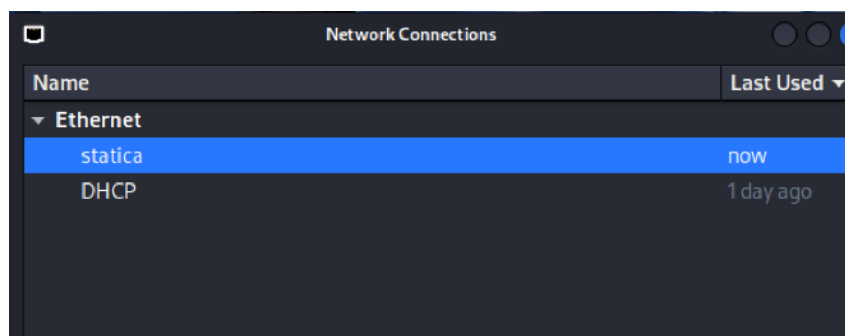 Network Connections
Name Last Used
Ethernet
statica now
DHCP 1 day ago